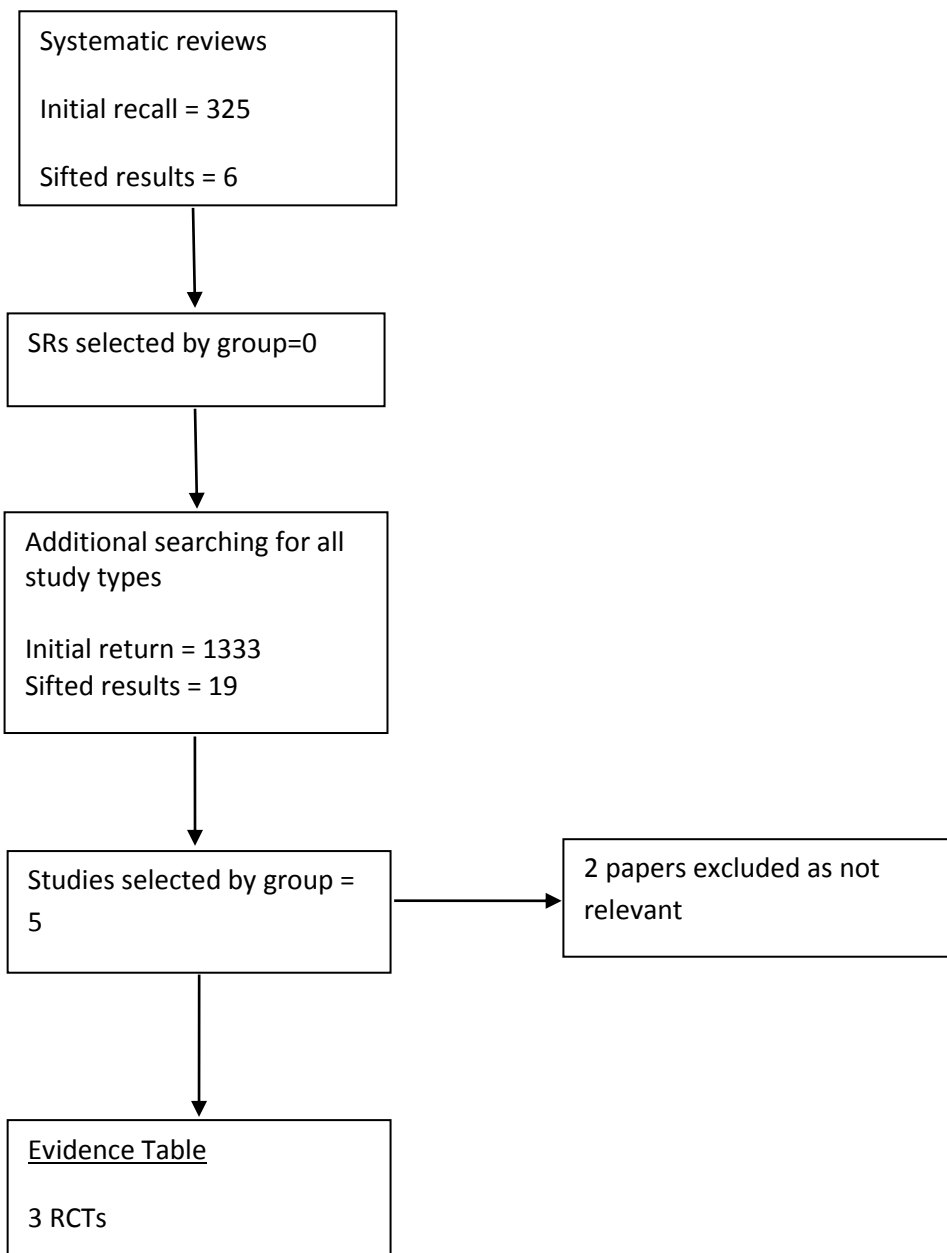 Systematic reviews
Initial recall = 325
Sifted results = 6
SRs selected by group=0
Additional searching for all
study types
Initial return = 1333
Sifted results = 19
Studies selected by group =
5
2 papers excluded as not
relevant
Evidence Table
3 RCTs